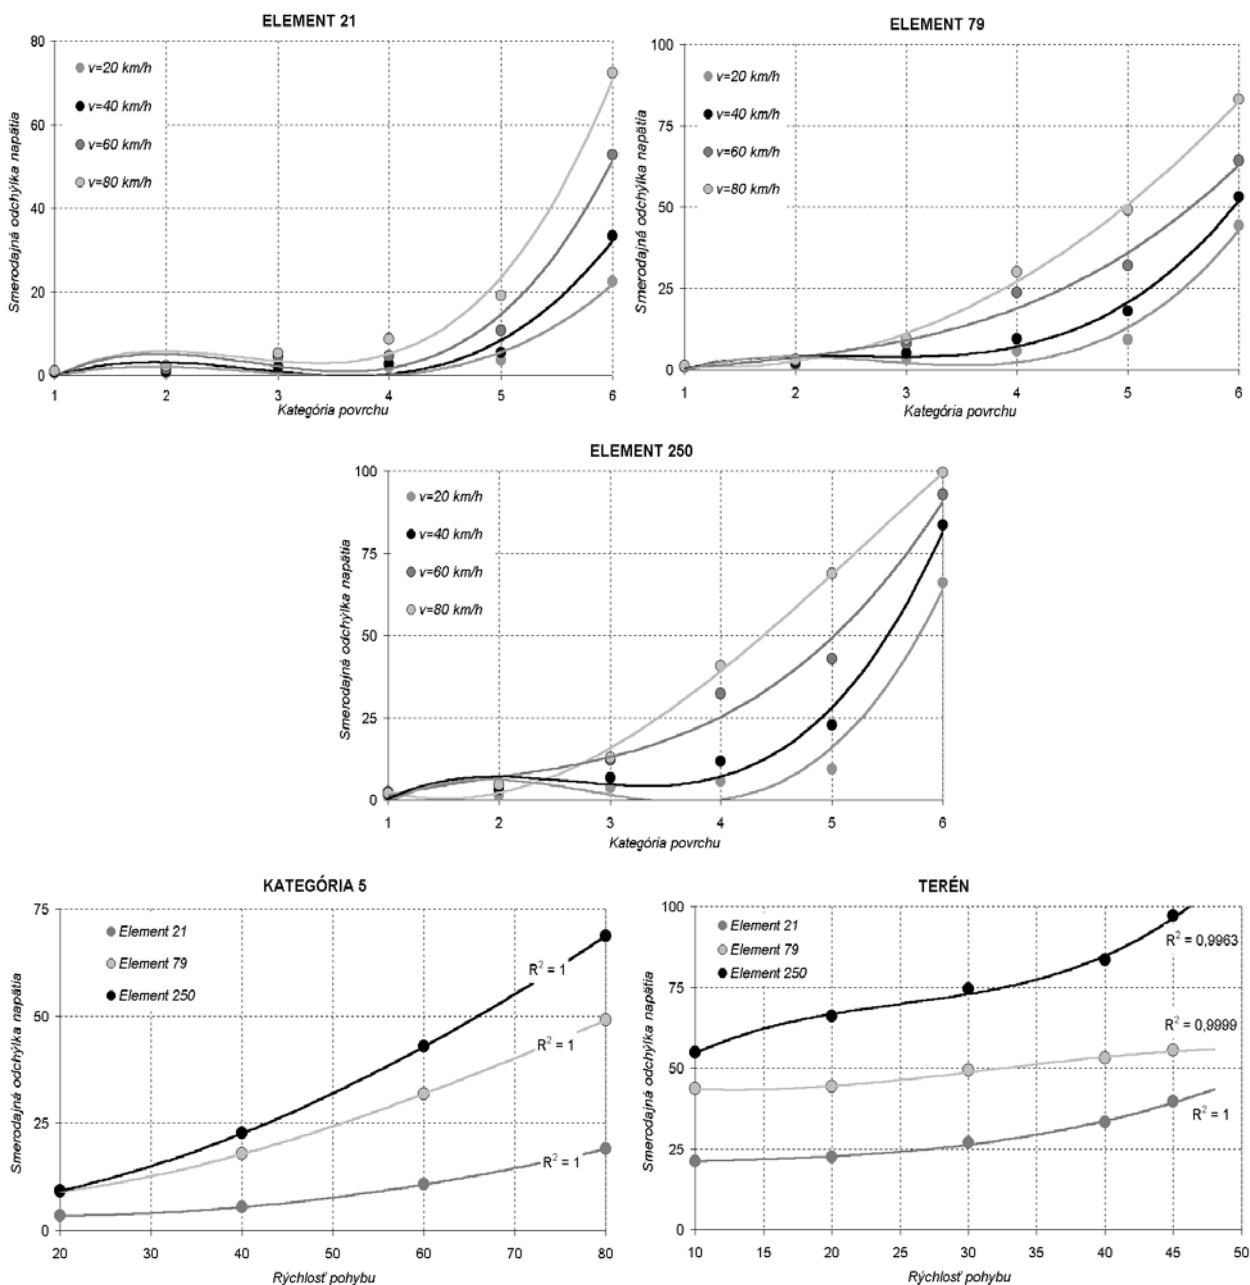 ELEMENT 21
Smerodajná odchýlka napätia
80
60
40
20
0
v=20 km/h
v=40 km/h
v=60 km/h
v=80 km/h
1 2 3 4 5 6
Kategória povrchu
ELEMENT 79
Smerodajná odchýlka napätia
100
75
50
25
0
v=20 km/h
v=40 km/h
v=60 km/h
v=80 km/h
1 2 3 4 5 6
Kategória povrchu
ELEMENT 250
Smerodajná odchýlka napätia
100
75
50
25
0
v=20 km/h
v=40 km/h
v=60 km/h
v=80 km/h
1 2 3 4 5 6
Kategória povrchu
KATEGÓRIA 5
Smerodajná odchýlka napätia
75
50
25
0
Element 21
Element 79
Element 250
R² = 1
R² = 1
R² = 1
20 30 40 50 60 70 80
Rýchlosť pohybu
TERÉN
Smerodajná odchýlka napätia
100
75
50
25
0
Element 21
Element 79
Element 250
R² = 0,9963
R² = 0,9999
R² = 1
10 15 20 25 30 35 40 45 50
Rýchlosť pohybu